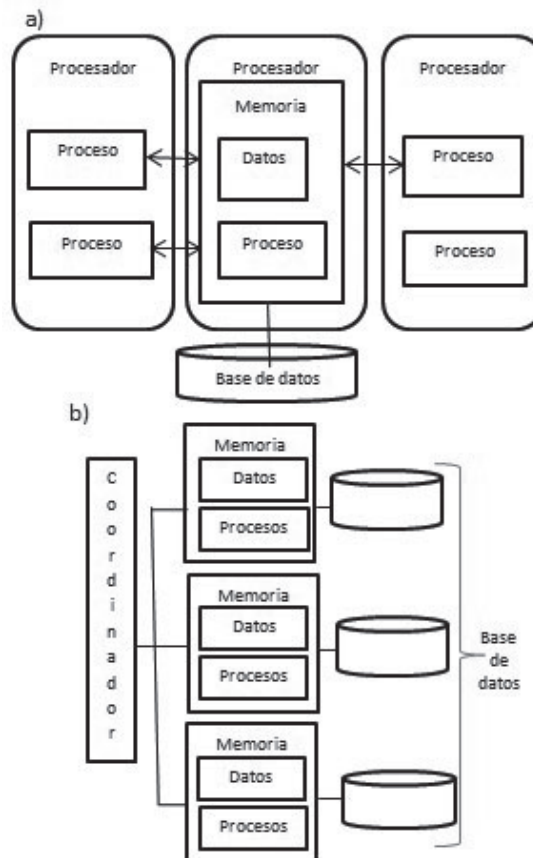 a)
Procesador
Procesador
Procesador
Memoria
Proceso
Datos
Proceso
Proceso
Proceso
Proceso
Base de datos
b)
Coordinador
Memoria
Datos
Procesos
Memoria
Datos
Procesos
Base
de
datos
Memoria
Datos
Procesos